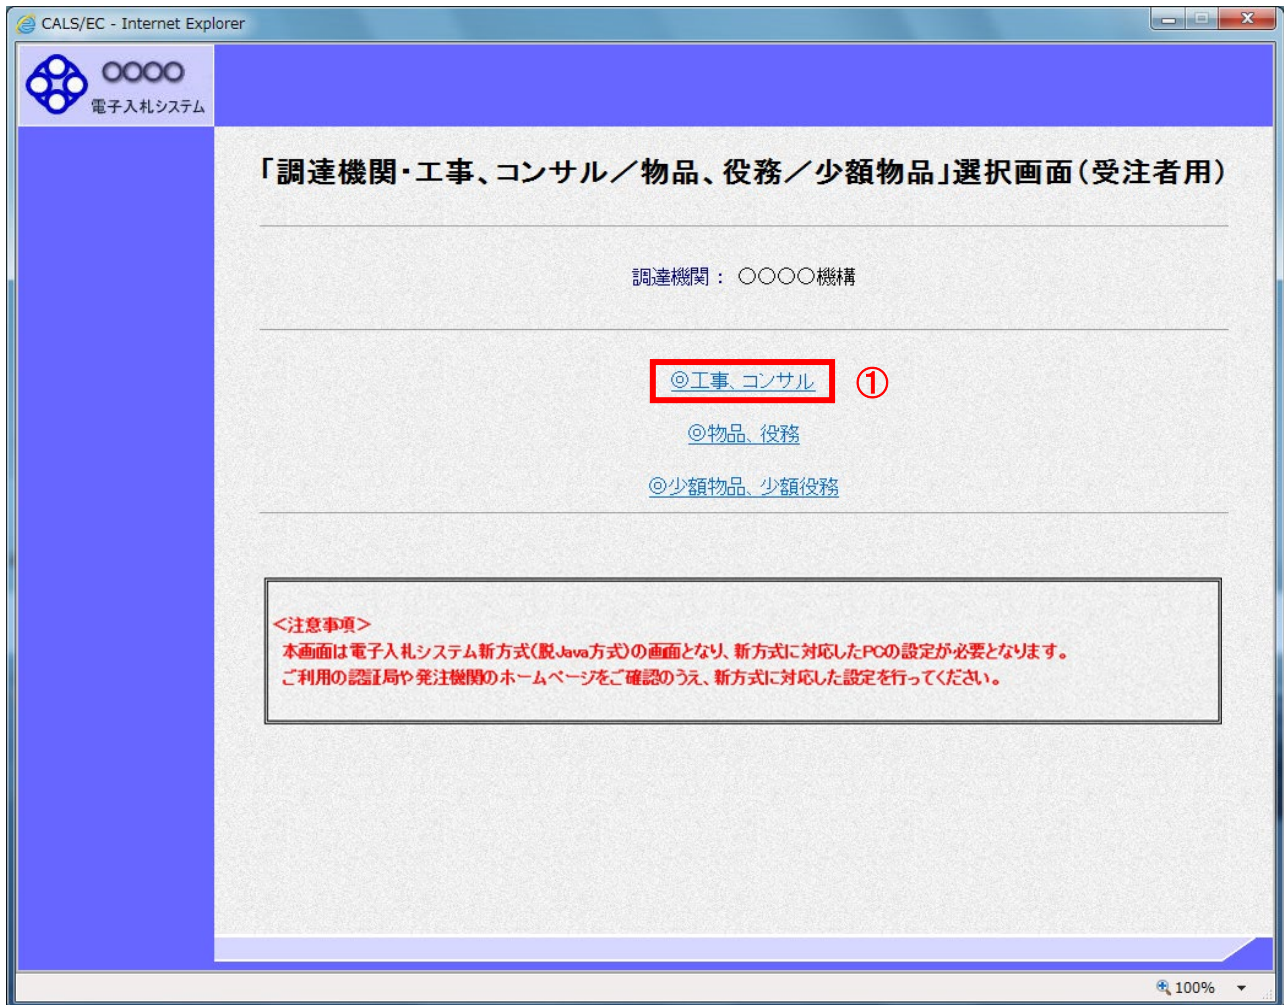 CALS/EC - Internet Explorer
〇〇〇〇
電子入札システム
「調達機関・工事、コンサル／物品、役務／少額物品」選択画面（受注者用）
調達機関： 〇〇〇〇機構
◎工事、コンサル
①
◎物品、役務
◎少額物品、少額役務
＜注意事項＞
本画面は電子入札システム新方式（脱Java方式）の画面となり、新方式に対応したPCの設定が必要となります。
ご利用の認証局や発注機関のホームページをご確認のうえ、新方式に対応した設定を行ってください。
100%